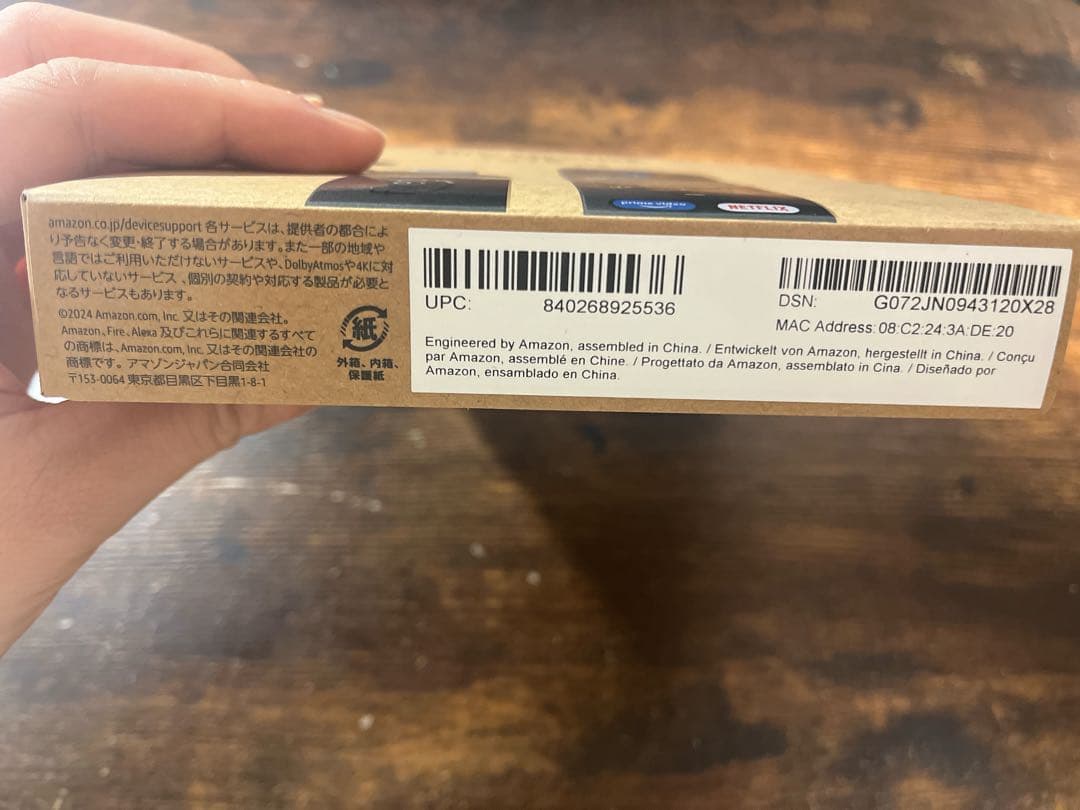 prime video
NETFLIX
amazon.co.jp/devicesupport 各サービスは、提供者の都合によ
り予告なく変更・終了する場合があります。また一部の地域や
言語ではご利用いただけないサービスや、DolbyAtmosや4Kに対
応していないサービス、個別の契約や対応する製品が必要と
なるサービスもあります。
©2024 Amazon.com, Inc. 又はその関連会社。
Amazon、Fire、Alexa 及びこれらに関連するすべて
の商標は、Amazon.com, Inc. 又はその関連会社の
商標です。アマゾンジャパン合同会社
〒153-0064 東京都目黒区下目黒1-8-1
紙
外箱、内箱、
保護紙
UPC: 840268925536
DSN: G072JN0943120X28
MAC Address: 08:C2:24:3A:DE:20
Engineered by Amazon, assembled in China. / Entwickelt von Amazon, hergestellt in China. / Conçu
par Amazon, assemblé en Chine. / Progettato da Amazon, assemblato in Cina. / Diseñado por
Amazon, ensamblado en China.